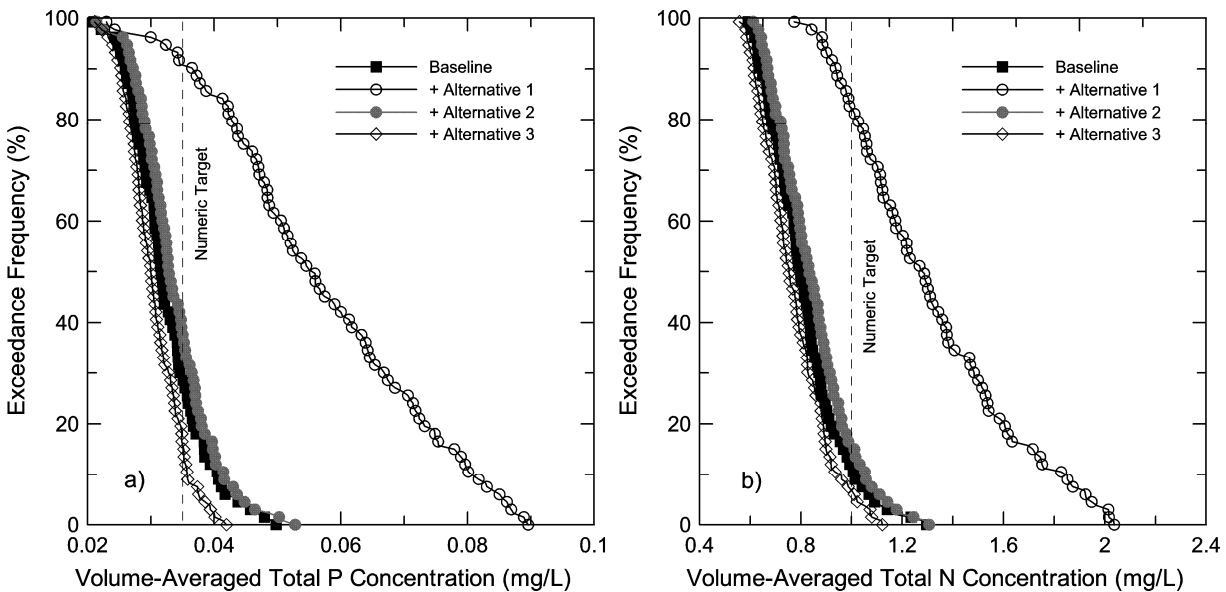 100
80
60
40
20
0
Exceedance Frequency (%)
0.02
0.04
0.06
0.08
0.1
Volume-Averaged Total P Concentration (mg/L)
Baseline
+ Alternative 1
+ Alternative 2
+ Alternative 3
Numeric Target
a)
100
80
60
40
20
0
Exceedance Frequency (%)
0.4
0.8
1.2
1.6
2
2.4
Volume-Averaged Total N Concentration (mg/L)
Baseline
+ Alternative 1
+ Alternative 2
+ Alternative 3
Numeric Target
b)